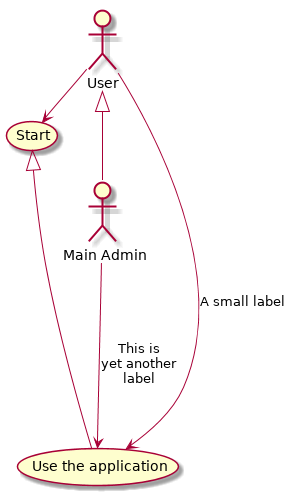 User
Start
Main Admin
A small label
This is
yet another
label
Use the application